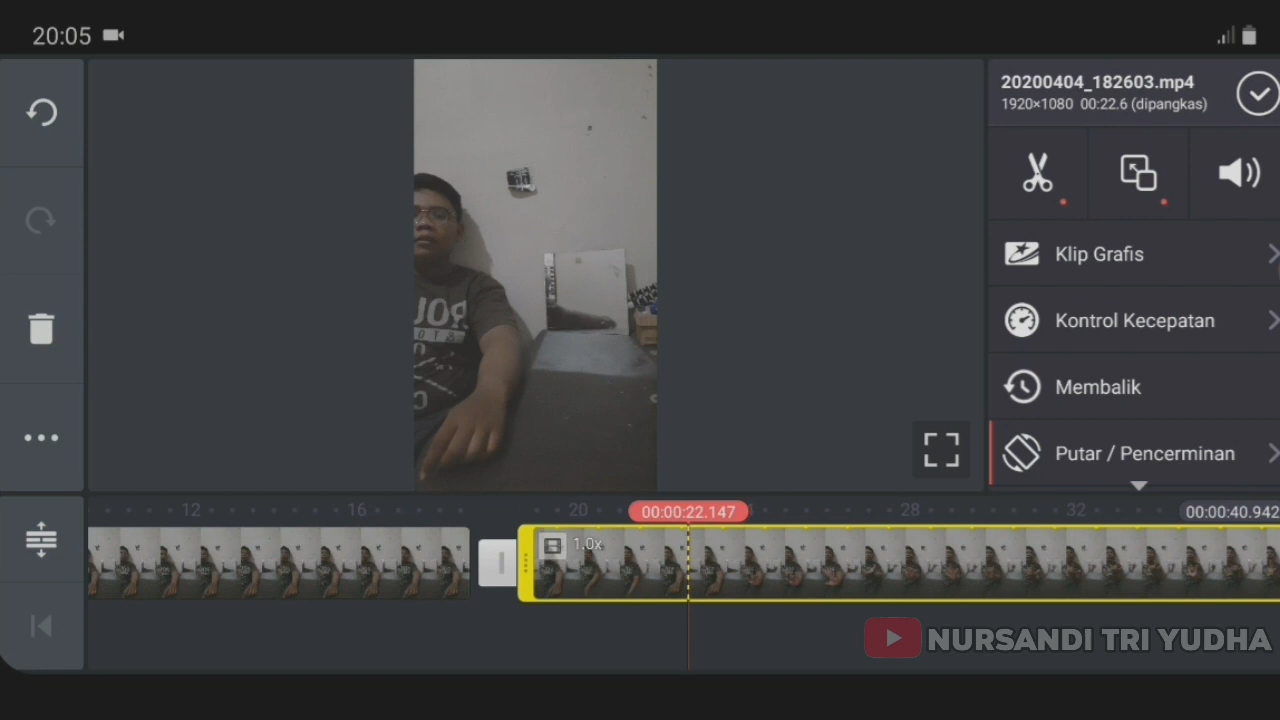 20:05
20200404_182603.mp4
1920×1080 00:22.6 (dipangkas)
Klip Grafis
Kontrol Kecepatan
Membalik
Putar / Pencerminan
12 16 20 00:00:22.147 28 32 00:00:40.942
1.0x
NURSANDI TRI YUDHA